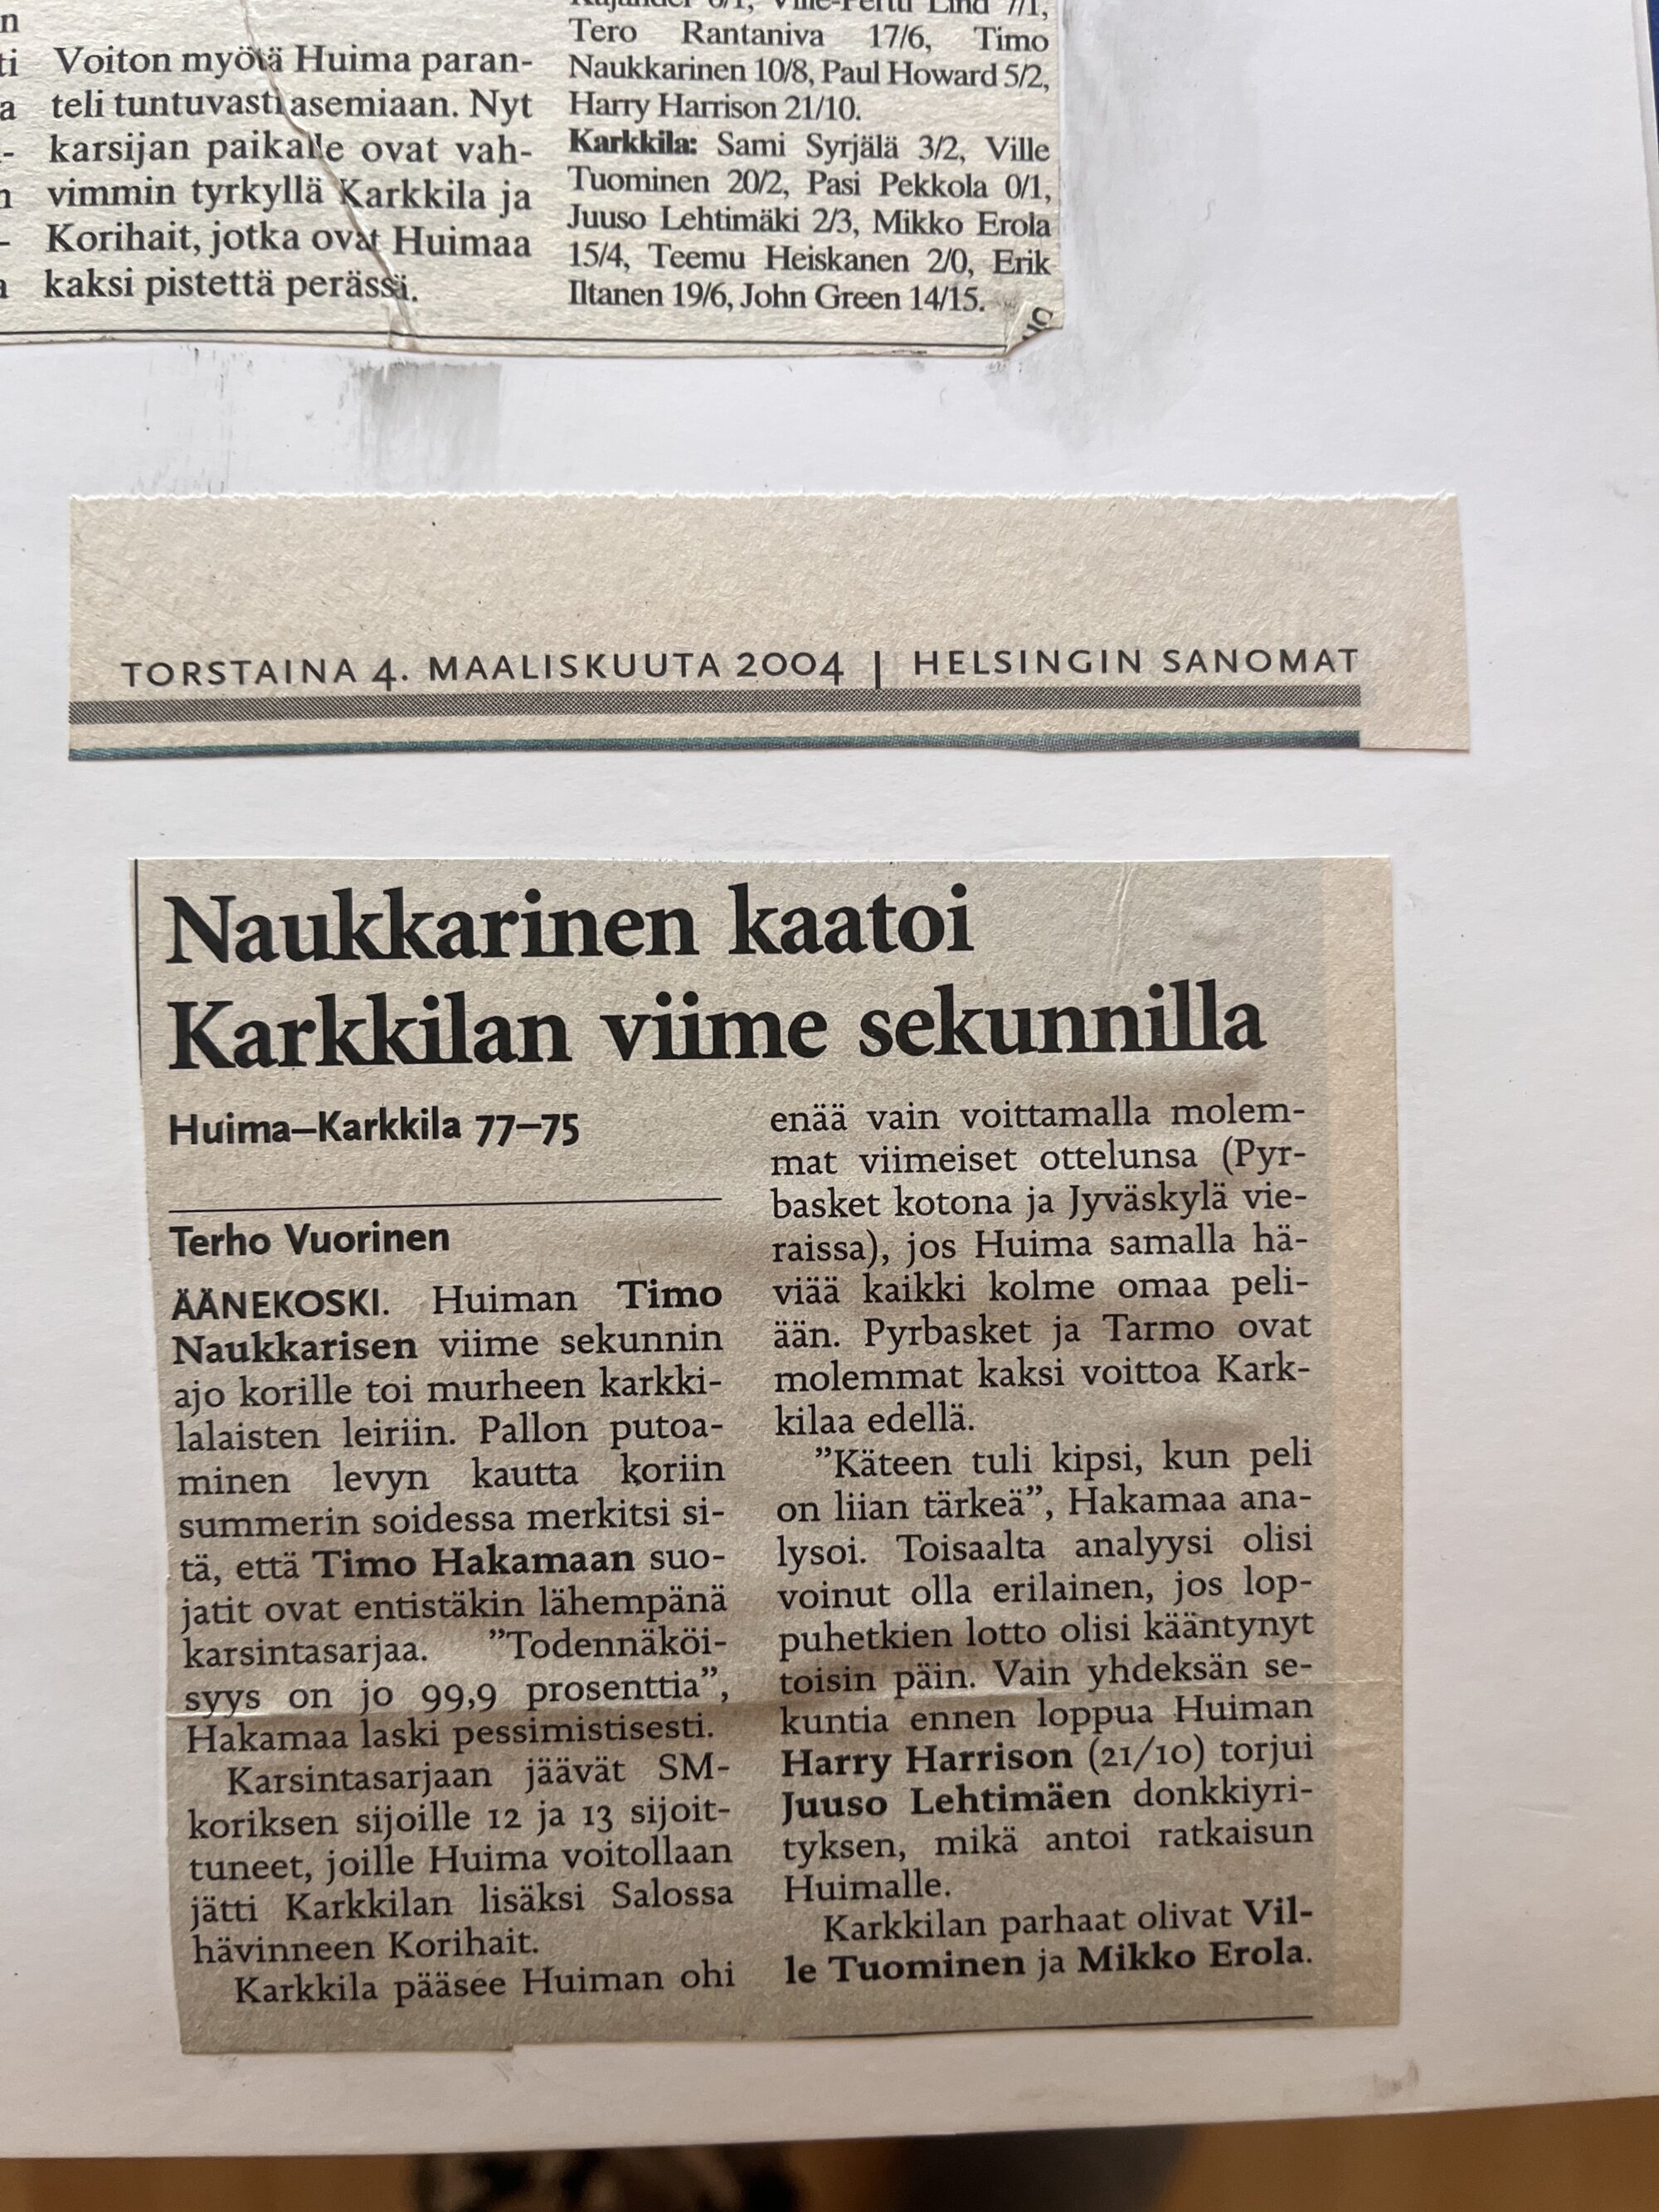 n
ti
a
-
n
-
a
Voiton myötä Huima paran-
teli tuntuvasti asemiaan. Nyt
karsijan paikalle ovat vah-
vimmin tyrkyllä Karkkila ja
Korihait, jotka ovat Huimaa
kaksi pistettä perässä.
Kajander 6/1, Ville-Pertti Lind 7/1,
Tero Rantaniva 17/6, Timo
Naukkarinen 10/8, Paul Howard 5/2,
Harry Harrison 21/10.
Karkkila: Sami Syrjälä 3/2, Ville
Tuominen 20/2, Pasi Pekkola 0/1,
Juuso Lehtimäki 2/3, Mikko Erola
15/4, Teemu Heiskanen 2/0, Erik
Iltanen 19/6, John Green 14/15.
TORSTAINA 4. MAALISKUUTA 2004 | HELSINGIN SANOMAT
Naukkarinen kaatoi
Karkkilan viime sekunnilla
Huima–Karkkila 77–75
Terho Vuorinen
ÄÄNEKOSKI. Huiman Timo
Naukkarisen viime sekunnin
ajo korille toi murheen karkki-
lalaisten leiriin. Pallon putoa-
minen levyn kautta koriin
summerin soidessa merkitsi si-
tä, että Timo Hakamaan suo-
jatit ovat entistäkin lähempänä
karsintasarjaa. ”Todennäköi-
syys on jo 99,9 prosenttia”,
Hakamaa laski pessimistisesti.
Karsintasarjaan jäävät SM-
koriksen sijoille 12 ja 13 sijoit-
tuneet, joille Huima voitollaan
jätti Karkkilan lisäksi Salossa
hävinneen Korihait.
Karkkila pääsee Huiman ohi
enää vain voittamalla molem-
mat viimeiset ottelunsa (Pyr-
basket kotona ja Jyväskylä vie-
raissa), jos Huima samalla hä-
viää kaikki kolme omaa peli-
ään. Pyrbasket ja Tarmo ovat
molemmat kaksi voittoa Kark-
kilaa edellä.
”Käteen tuli kipsi, kun peli
on liian tärkeä”, Hakamaa ana-
lysoi. Toisaalta analyysi olisi
voinut olla erilainen, jos lop-
puhetkien lotto olisi kääntynyt
toisin päin. Vain yhdeksän se-
kuntia ennen loppua Huiman
Harry Harrison (21/10) torjui
Juuso Lehtimäen donkkiyri-
tyksen, mikä antoi ratkaisun
Huimalle.
Karkkilan parhaat olivat Vil-
le Tuominen ja Mikko Erola.